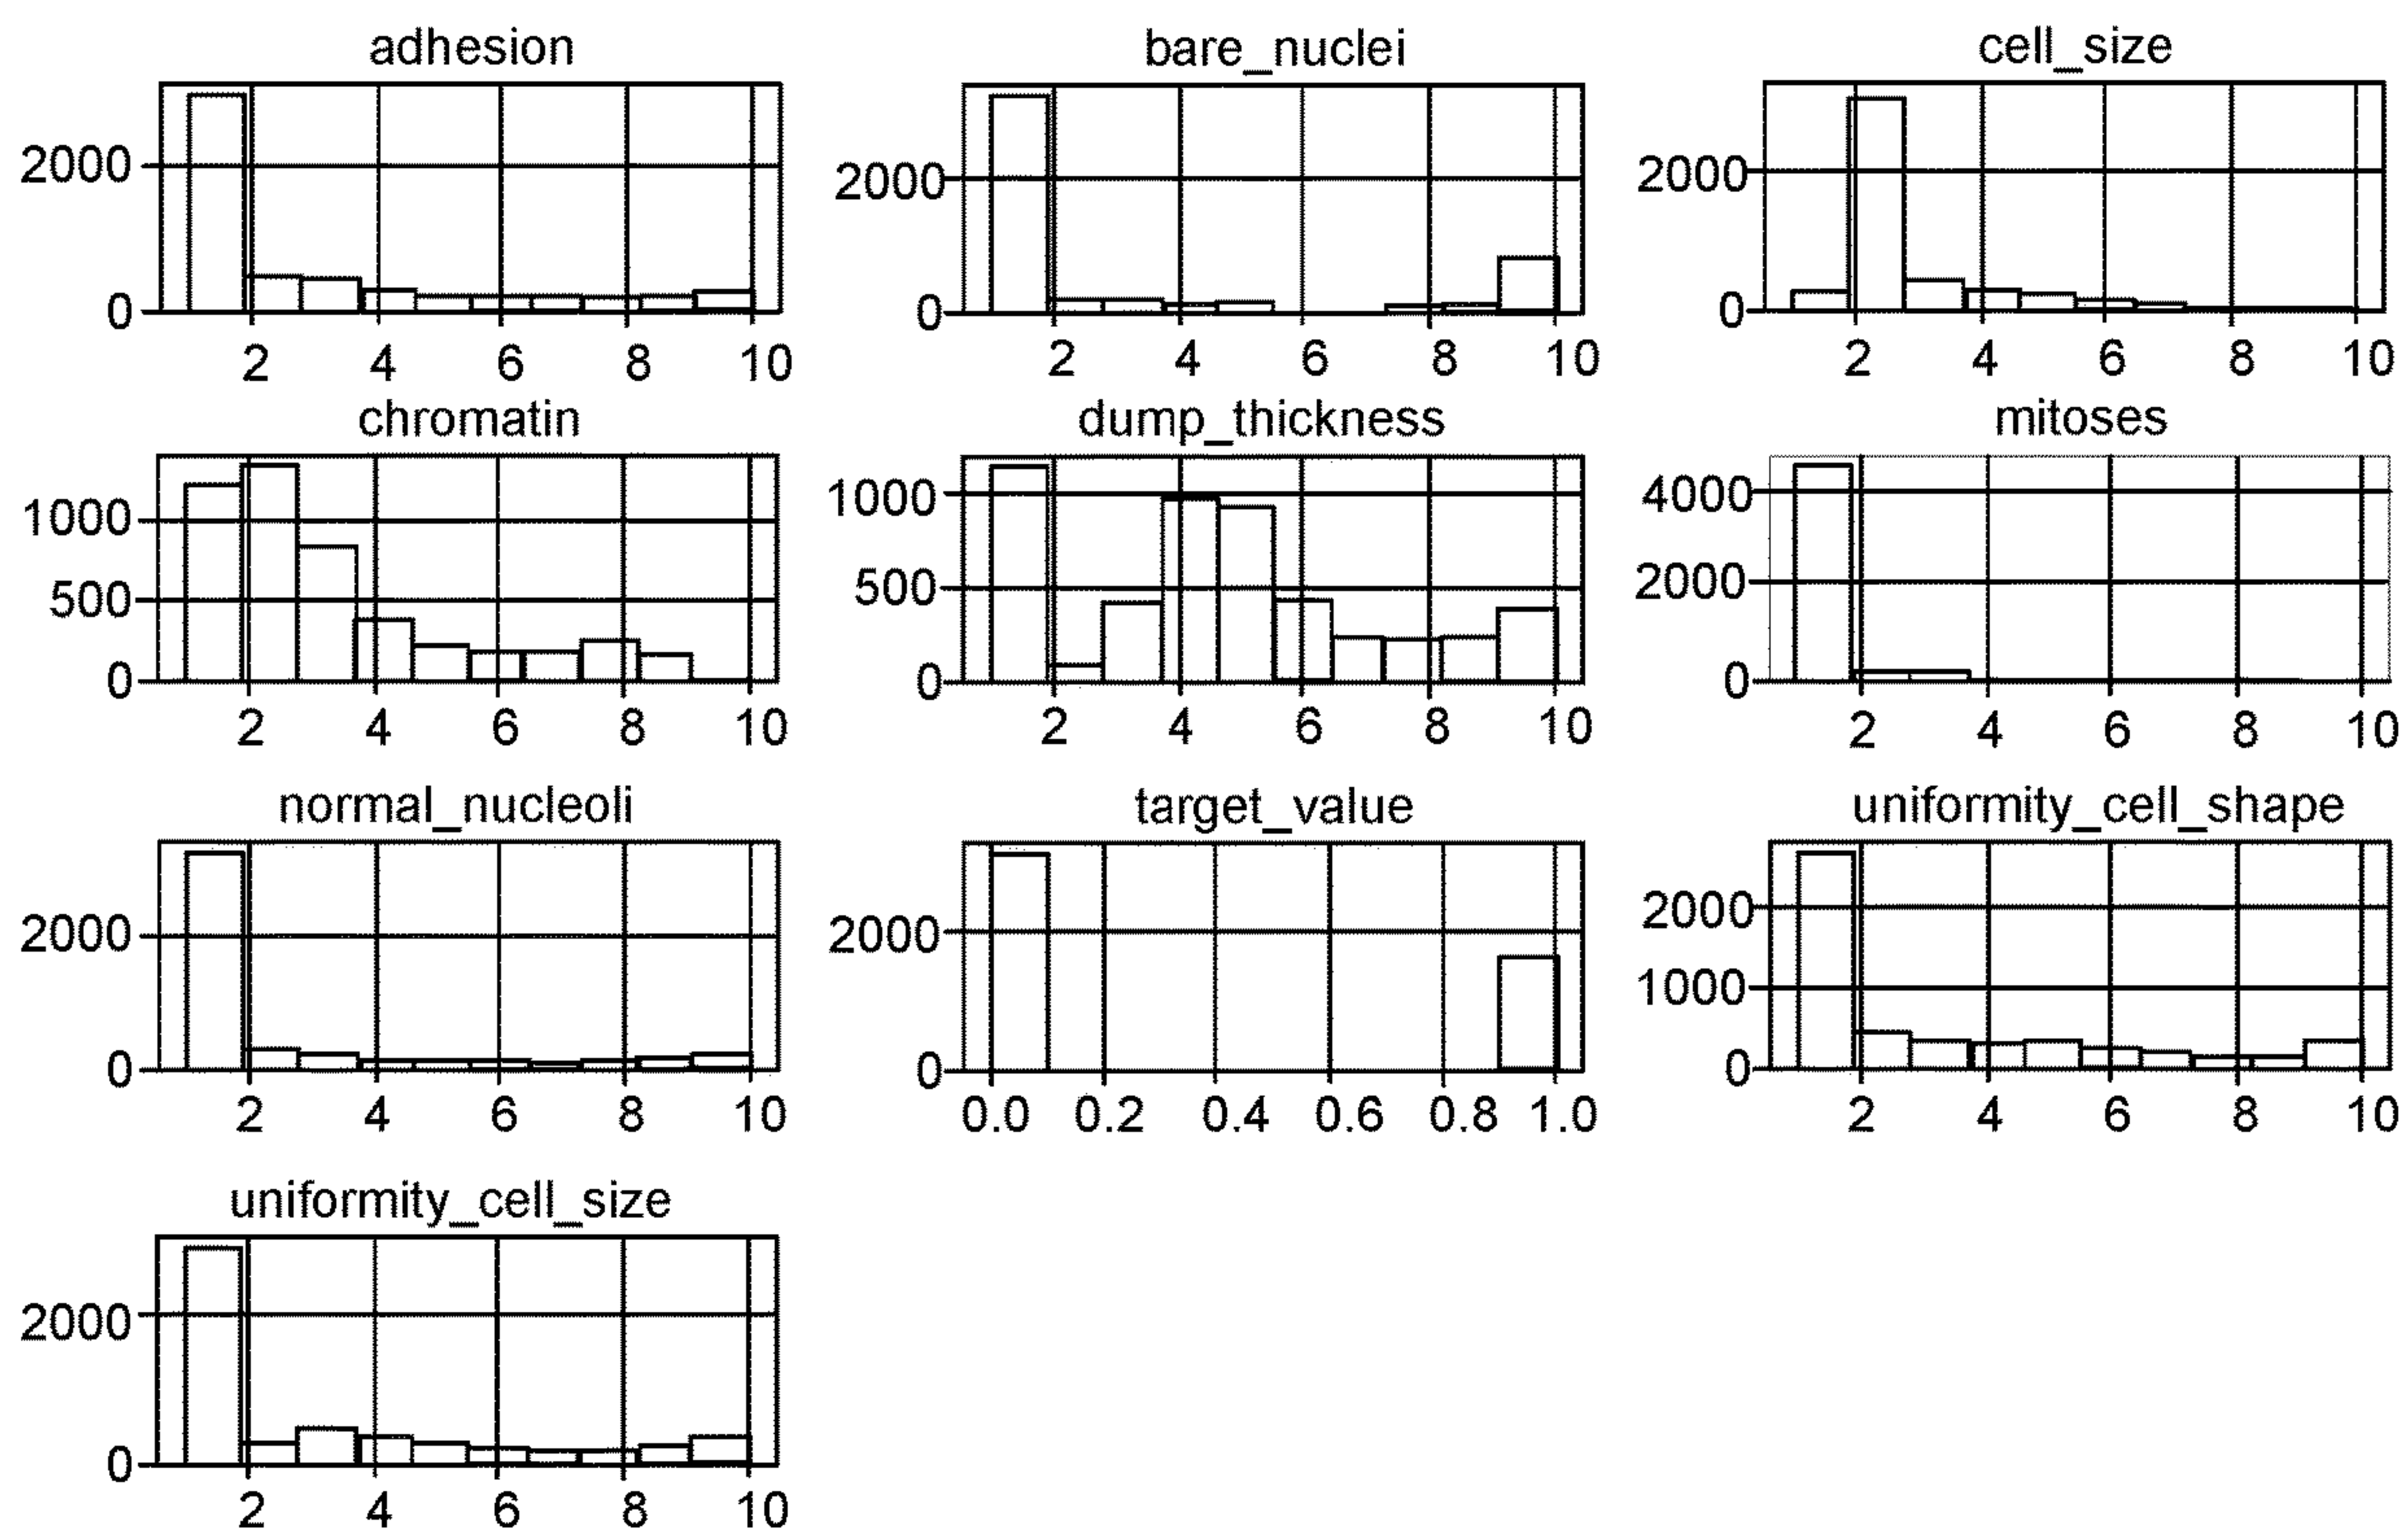 adhesion bare_nuclei cell_size
2000 2000 2000
0 0 0
2 4 6 8 10 2 4 6 8 10 2 4 6 8 10
chromatin dump_thickness mitoses
1000 1000 4000
500 500 2000
0 0 0
2 4 6 8 10 2 4 6 8 10 2 4 6 8 10
normal_nucleoli target_value uniformity_cell_shape
2000 2000 2000
1000
0 0 0
2 4 6 8 10 0.0 0.2 0.4 0.6 0.8 1.0 2 4 6 8 10
uniformity_cell_size
2000
0
2 4 6 8 10